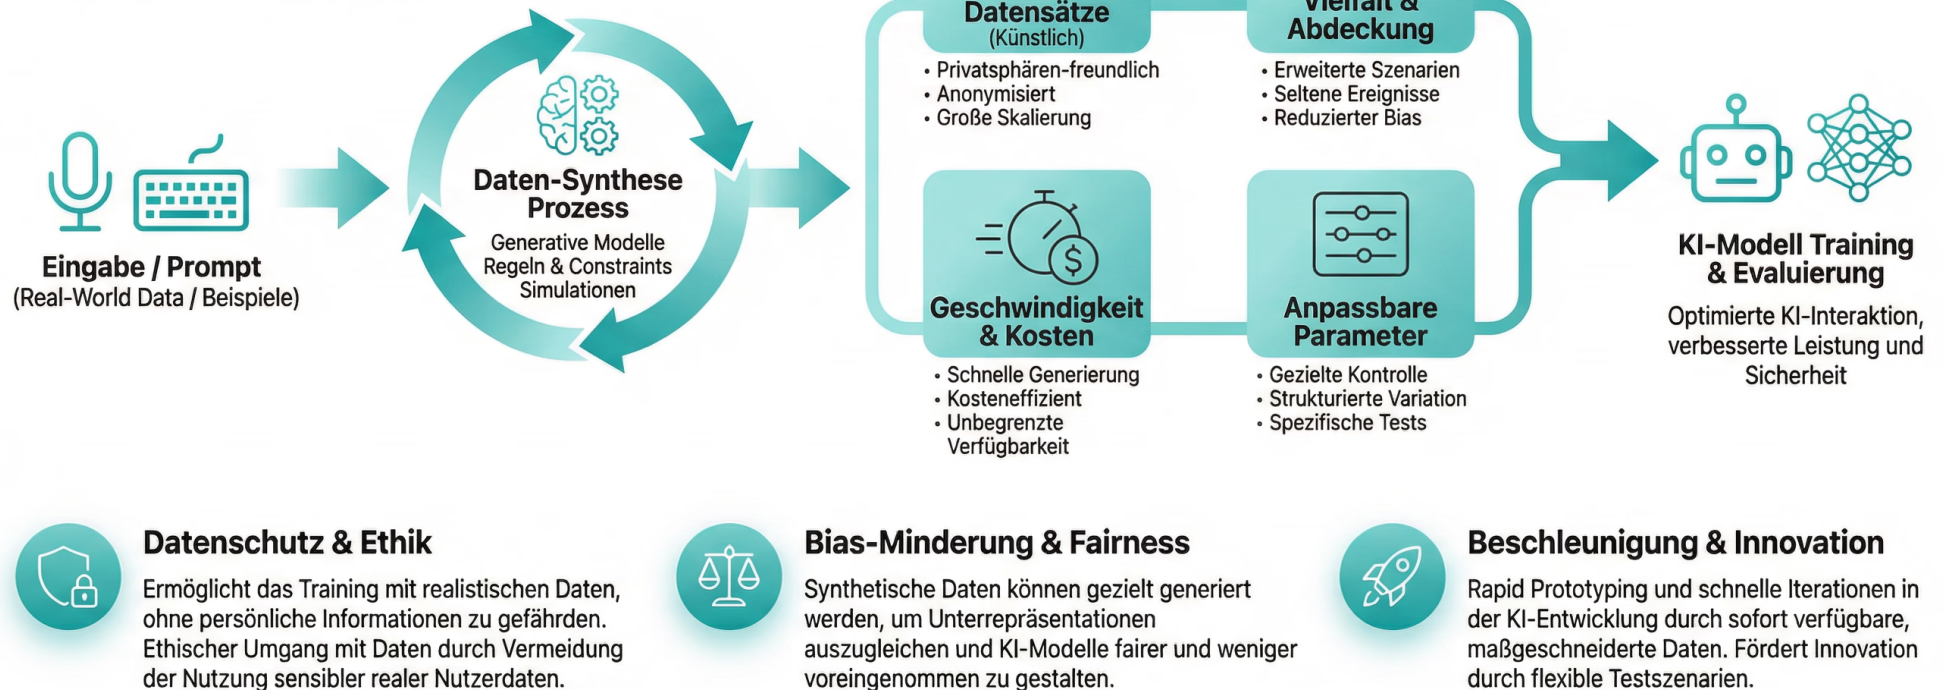 Eingabe / Prompt
(Real-World Data / Beispiele)
Daten-Synthese
Prozess
Generative Modelle
Regeln & Constraints
Simulationen
Datensätze
(Künstlich)
• Privatsphären-freundlich
• Anonymisiert
• Große Skalierung
Vielfalt &
Abdeckung
• Erweiterte Szenarien
• Seltene Ereignisse
• Reduzierter Bias
$
Geschwindigkeit
& Kosten
• Schnelle Generierung
• Kosteneffizient
• Unbegrenzte
Verfügbarkeit
Anpassbare
Parameter
• Gezielte Kontrolle
• Strukturierte Variation
• Spezifische Tests
KI-Modell Training
& Evaluierung
Optimierte KI-Interaktion,
verbesserte Leistung und
Sicherheit
Datenschutz & Ethik
Ermöglicht das Training mit realistischen Daten,
ohne persönliche Informationen zu gefährden.
Ethischer Umgang mit Daten durch Vermeidung
der Nutzung sensibler realer Nutzerdaten.
Bias-Minderung & Fairness
Synthetische Daten können gezielt generiert
werden, um Unterrepräsentationen
auszugleichen und KI-Modelle fairer und weniger
voreingenommen zu gestalten.
Beschleunigung & Innovation
Rapid Prototyping und schnelle Iterationen in
der KI-Entwicklung durch sofort verfügbare,
maßgeschneiderte Daten. Fördert Innovation
durch flexible Testszenarien.